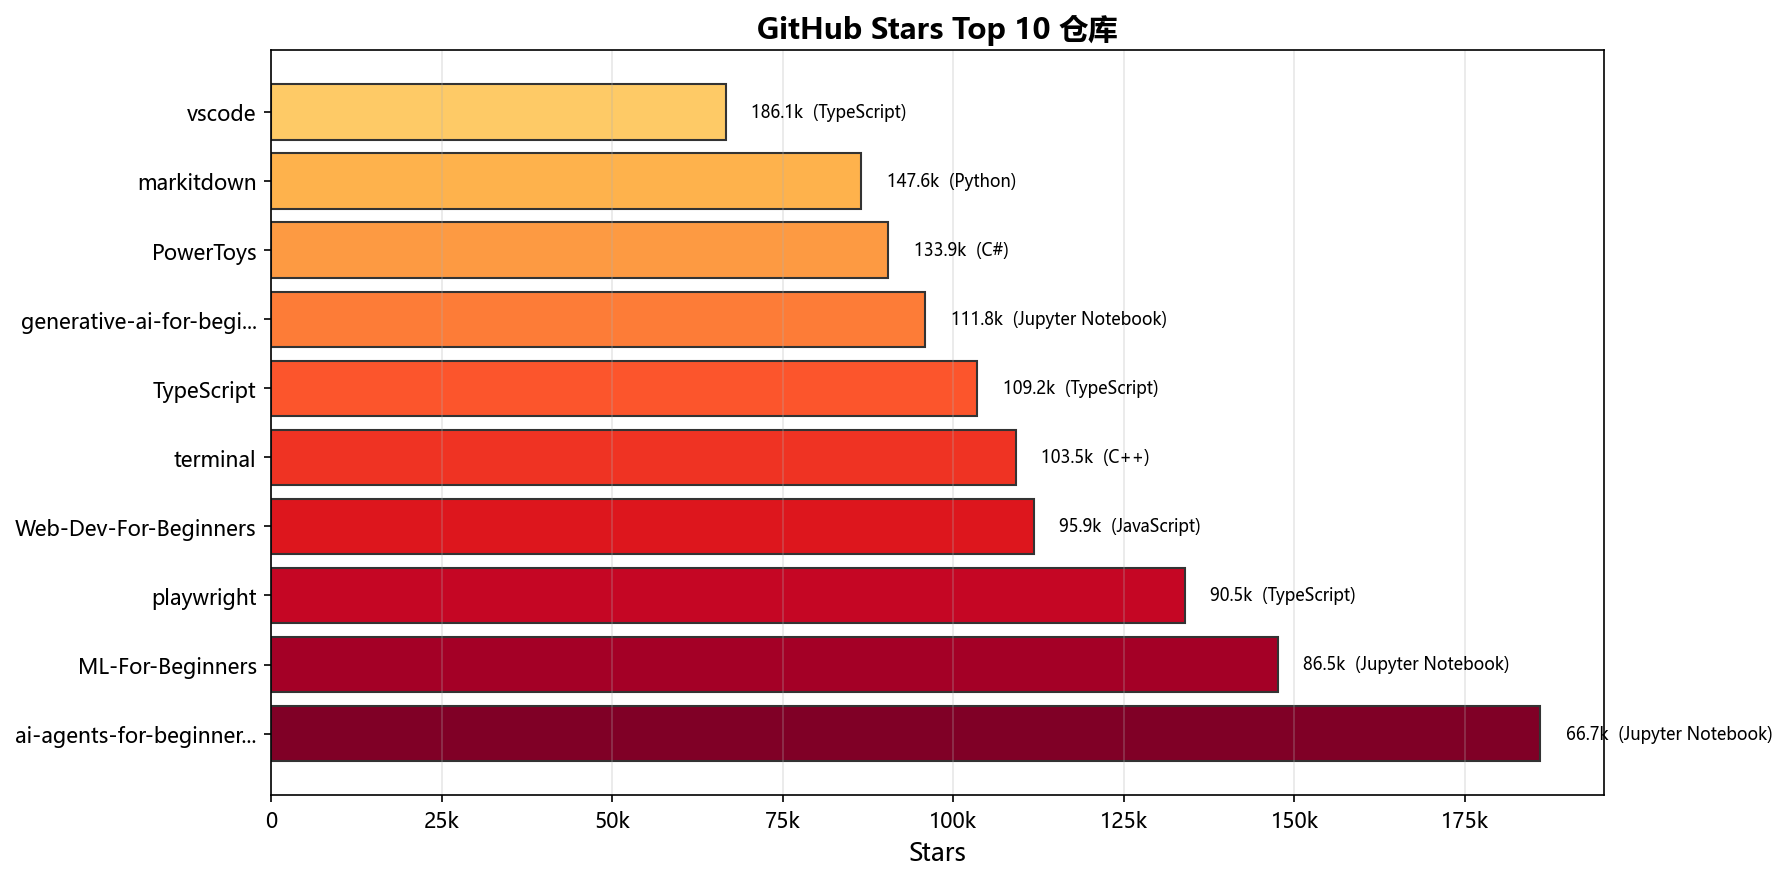 GitHub Stars Top 10 仓库
vscode
186.1k (TypeScript)
markitdown
147.6k (Python)
PowerToys
133.9k (C#)
generative-ai-for-begi...
111.8k (Jupyter Notebook)
TypeScript
109.2k (TypeScript)
terminal
103.5k (C++)
Web-Dev-For-Beginners
95.9k (JavaScript)
playwright
90.5k (TypeScript)
ML-For-Beginners
86.5k (Jupyter Notebook)
ai-agents-for-beginner...
66.7k (Jupyter Notebook)
0 25k 50k 75k 100k 125k 150k 175k
Stars